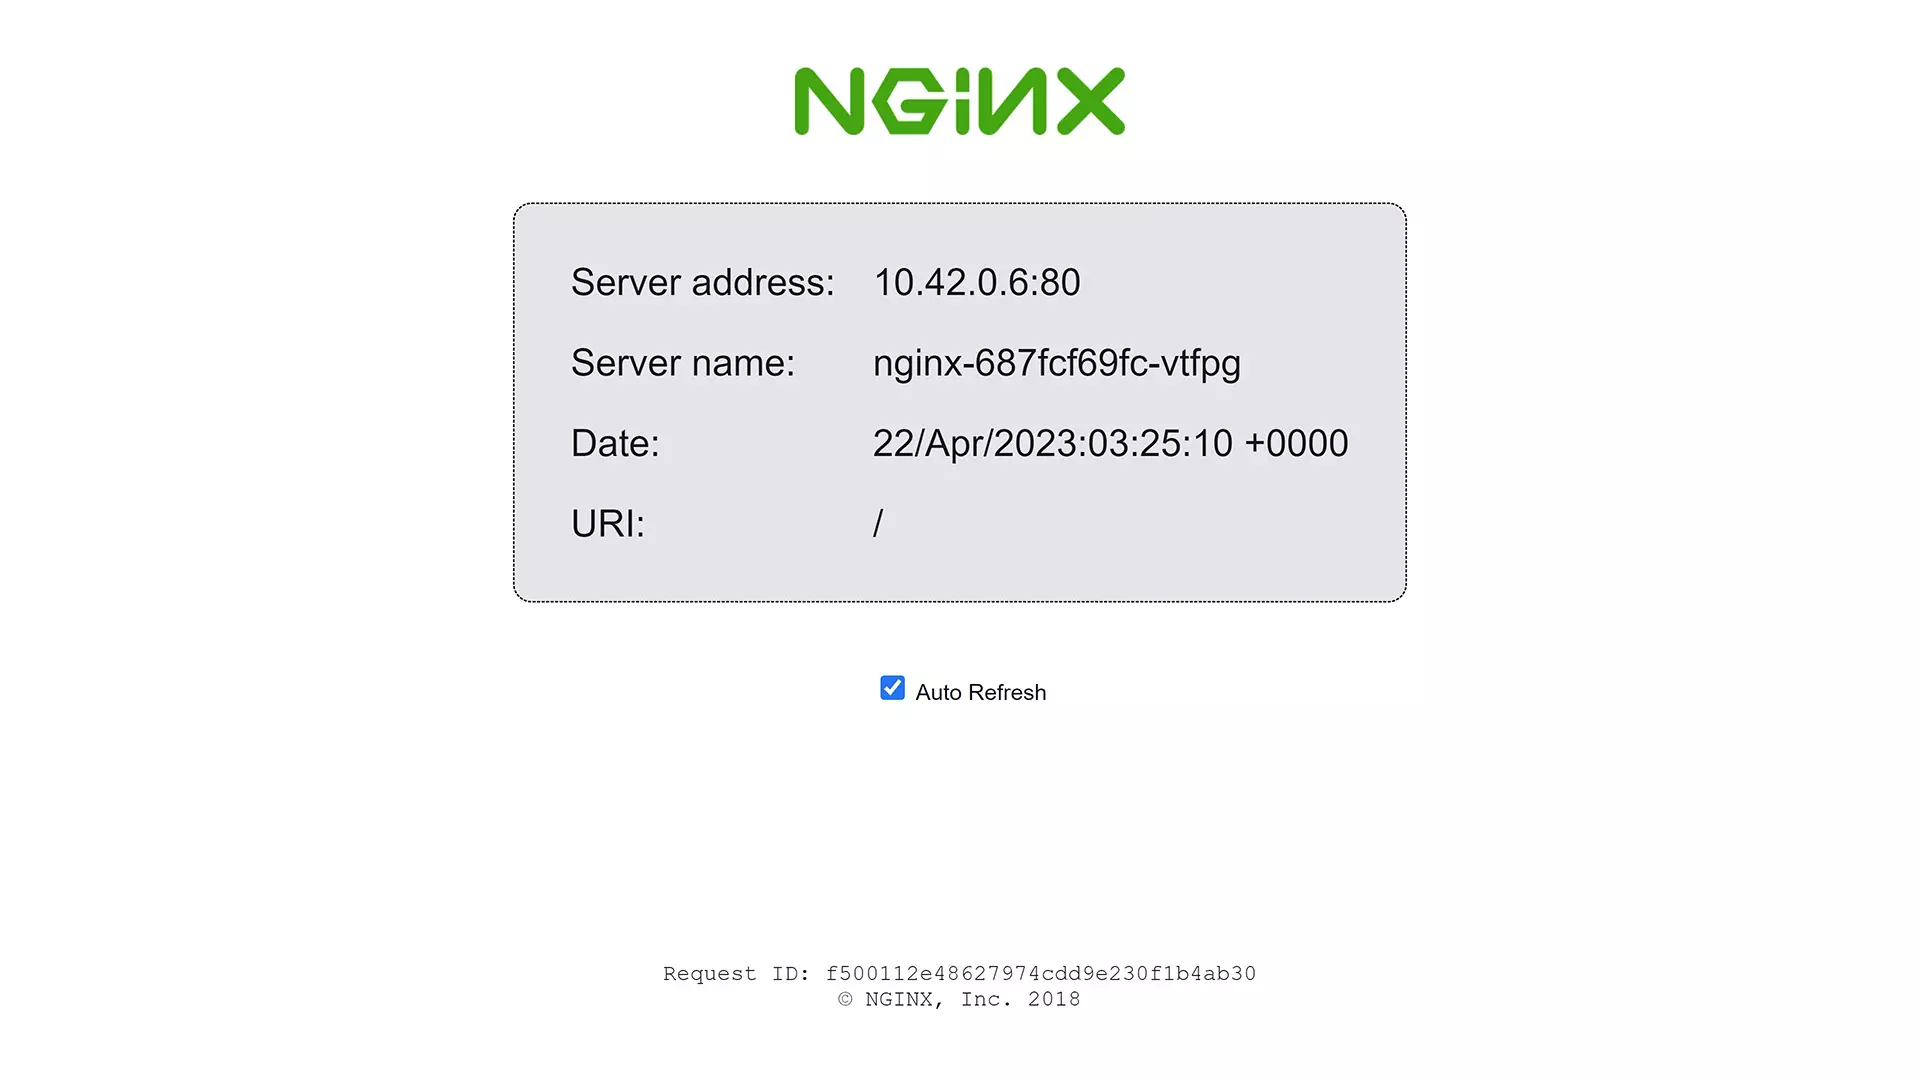 NGINX
Server address: 10.42.0.6:80
Server name: nginx-687fcf69fc-vtfpg
Date: 22/Apr/2023:03:25:10 +0000
URI: /
Auto Refresh
Request ID: f500112e48627974cdd9e230f1b4ab30
© NGINX, Inc. 2018